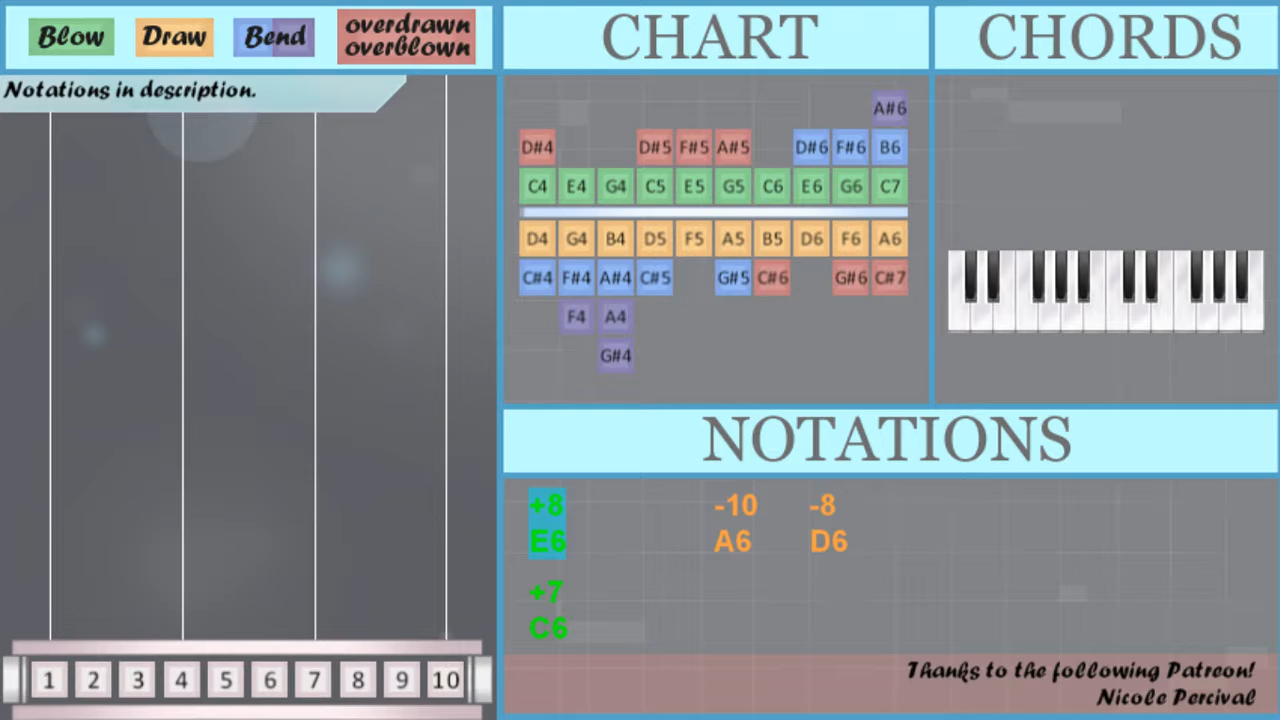 Blow Draw Bend overdrawn
overblown
CHART
CHORDS
Notations in description.
A#6
D#4 D#5 F#5 A#5 D#6 F#6 B6
C4 E4 G4 C5 E5 G5 C6 E6 G6 C7
D4 G4 B4 D5 F5 A5 B5 D6 F6 A6
C#4 F#4 A#4 C#5 G#5 C#6 G#6 C#7
F4 A4
G#4
NOTATIONS
+8 -10 -8
E6 A6 D6
+7
C6
1 2 3 4 5 6 7 8 9 10
Thanks to the following Patreon!
Nicole Percival